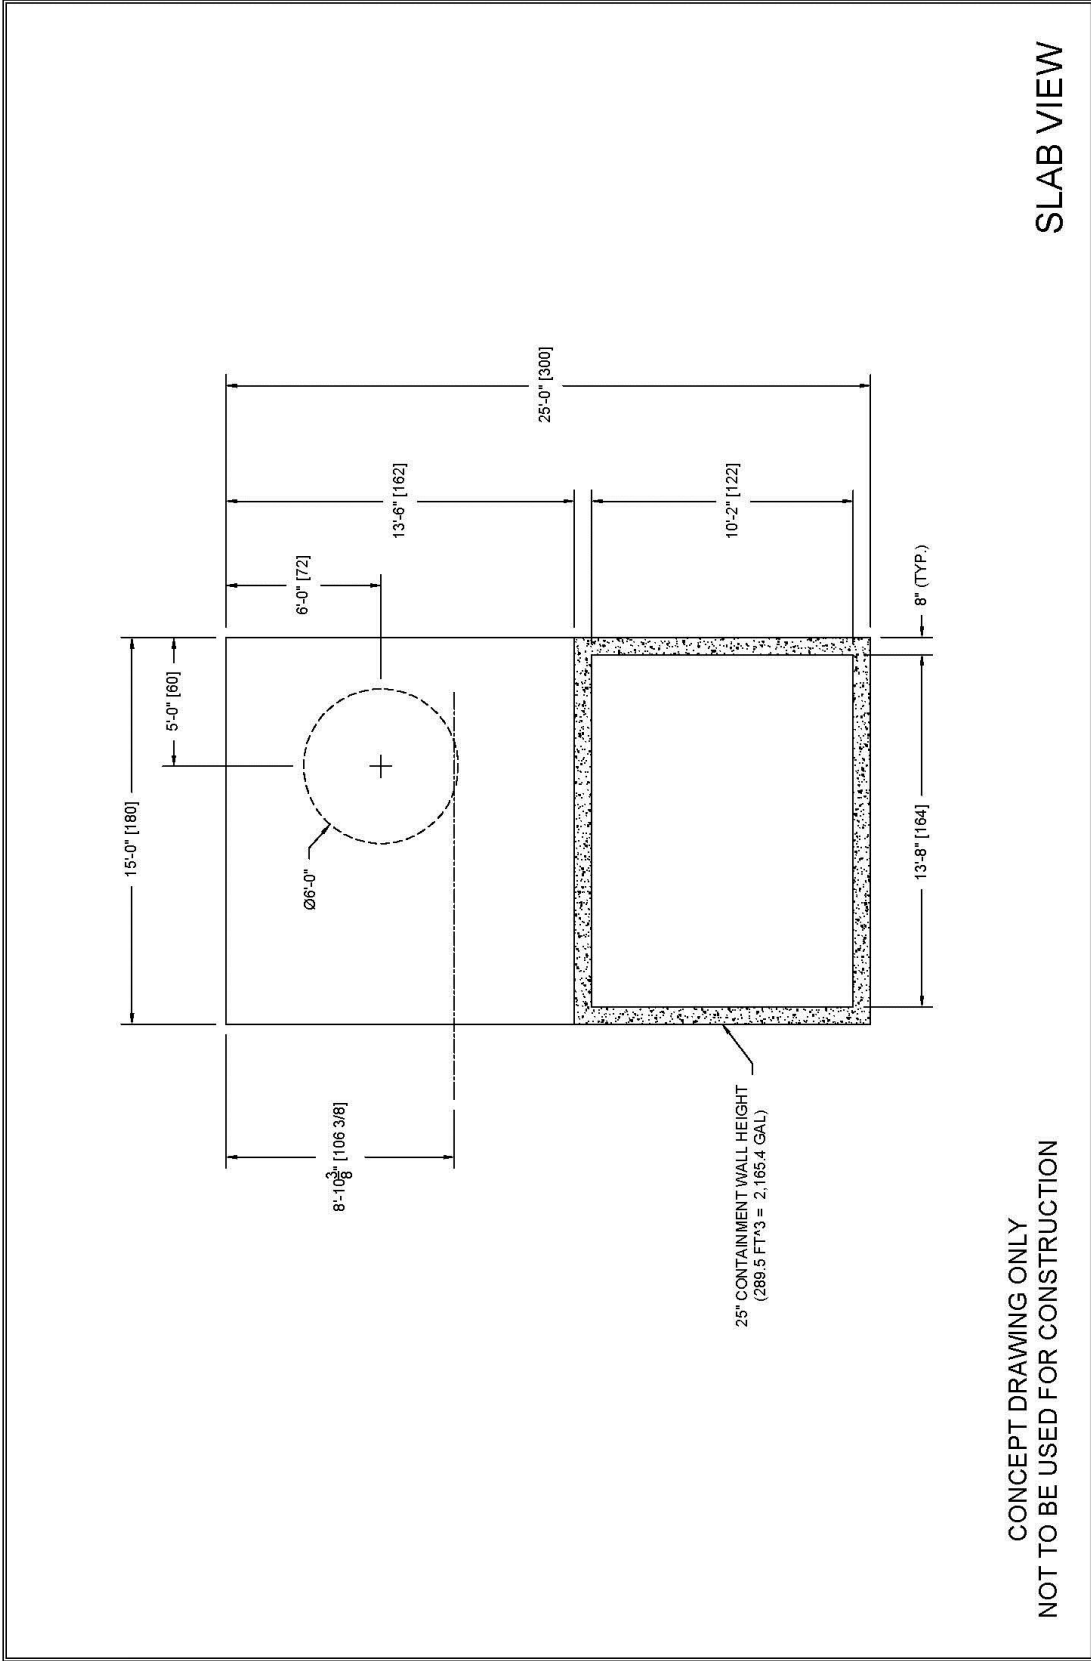 SLAB VIEW
25'-0" [300]
13'-6" [162]
10'-2" [122]
6'-0" [72]
8" (TYP.)
5'-0" [60]
15'-0" [180]
Ø6'-0"
13'-8" [164]
8'-10 3/8" [106 3/8]
25" CONTAINMENT WALL HEIGHT
(289.5 FT^3 = 2,165.4 GAL)
CONCEPT DRAWING ONLY
NOT TO BE USED FOR CONSTRUCTION